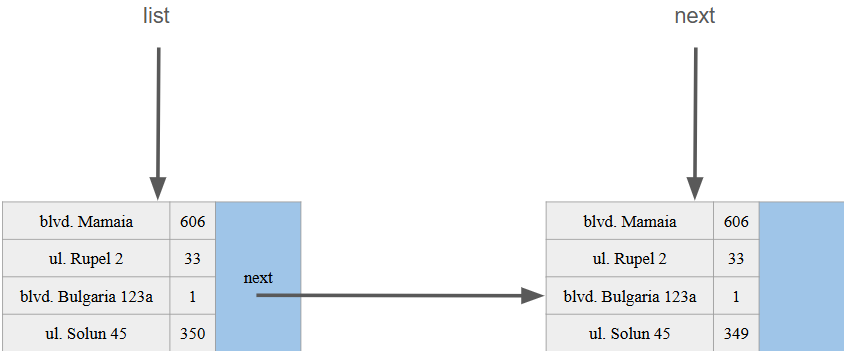 list next
blvd. Mamaia 606
ul. Rupel 2 33
next
blvd. Bulgaria 123a 1
ul. Solun 45 350
blvd. Mamaia 606
ul. Rupel 2 33
blvd. Bulgaria 123a 1
ul. Solun 45 349